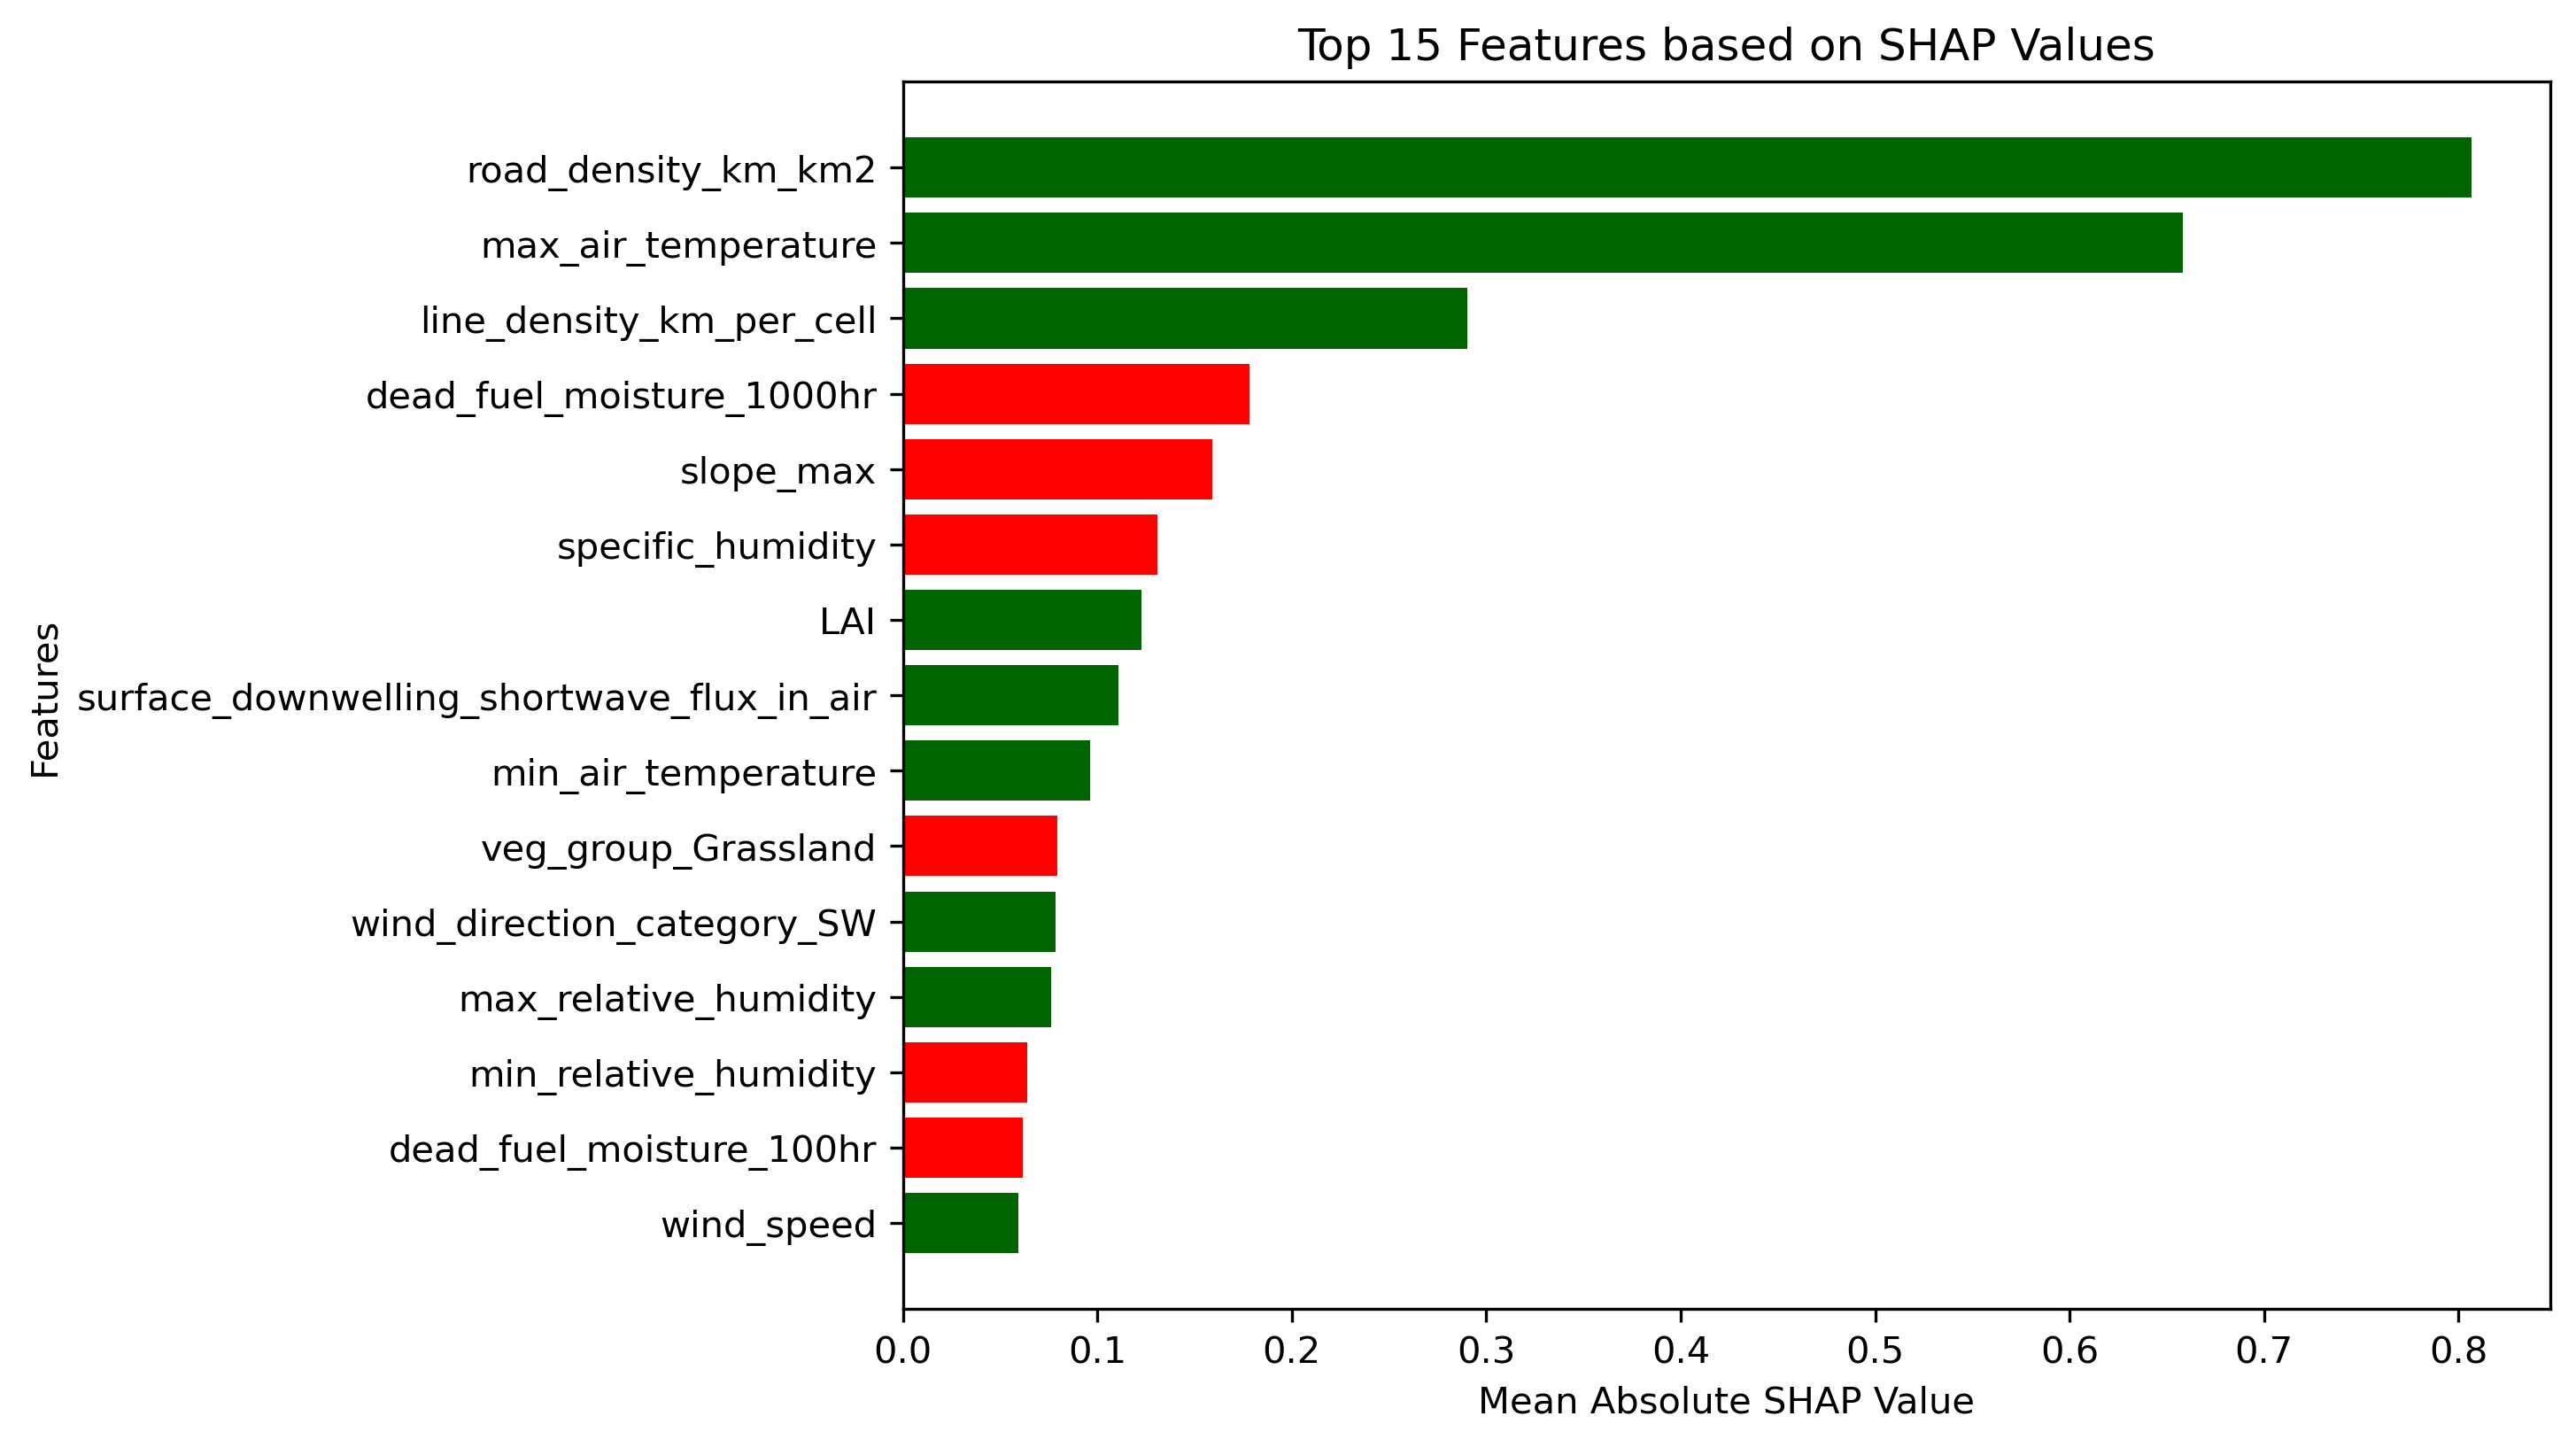 Top 15 Features based on SHAP Values
Features
road_density_km_km2
max_air_temperature
line_density_km_per_cell
dead_fuel_moisture_1000hr
slope_max
specific_humidity
LAI
surface_downwelling_shortwave_flux_in_air
min_air_temperature
veg_group_Grassland
wind_direction_category_SW
max_relative_humidity
min_relative_humidity
dead_fuel_moisture_100hr
wind_speed
0.0 0.1 0.2 0.3 0.4 0.5 0.6 0.7 0.8
Mean Absolute SHAP Value